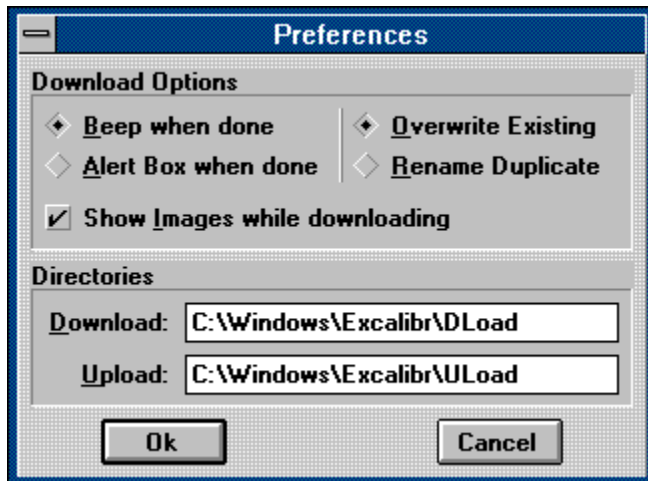 Preferences
Download Options
Beep when done
Overwrite Existing
Alert Box when done
Rename Duplicate
Show Images while downloading
Directories
Download: C:\Windows\Excalibr\DLoad
Upload: C:\Windows\Excalibr\ULoad
Ok
Cancel